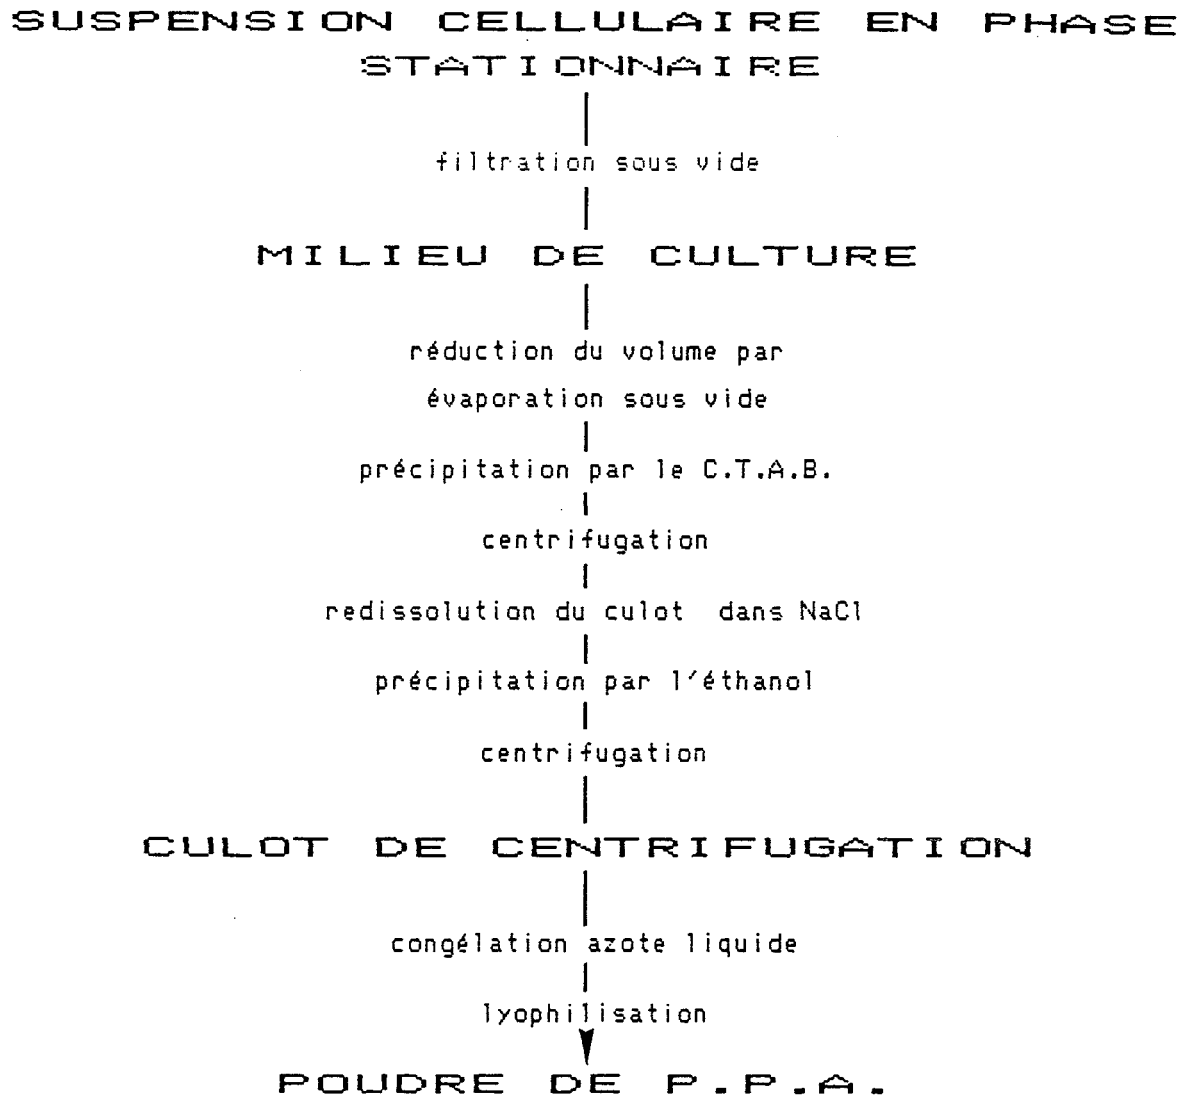 SUSPENSION CELLULAIRE EN PHASE
STATIONNAIRE
filtration sous vide
MILIEU DE CULTURE
réduction du volume par
évaporation sous vide
précipitation par le C.T.A.B.
centrifugation
redissolution du culot dans NaCl
précipitation par l'éthanol
centrifugation
CULOT DE CENTRIFUGATION
congélation azote liquide
lyophilisation
POUDRE DE P.P.A.